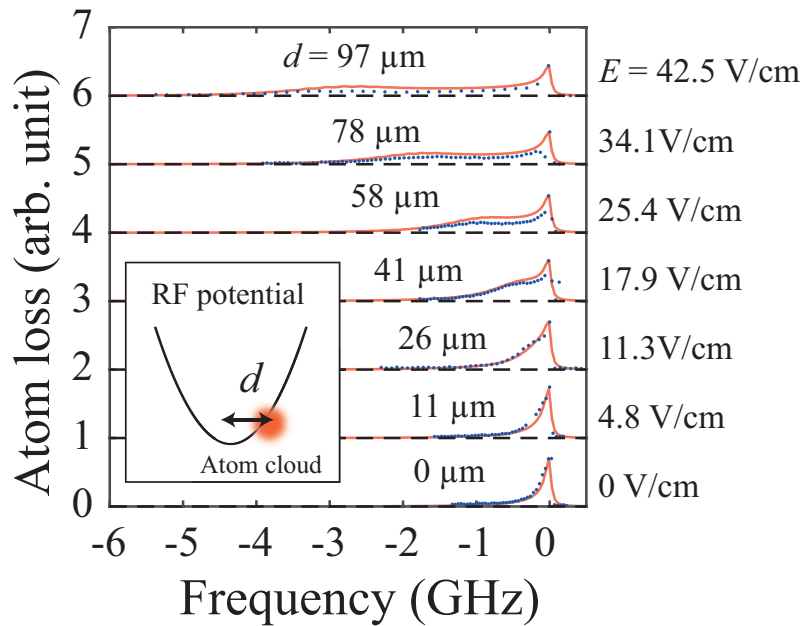 7
6
5
4
3
2
1
0
Atom loss (arb. unit)
d = 97 µm
E = 42.5 V/cm
78 µm
34.1V/cm
58 µm
25.4 V/cm
41 µm
17.9 V/cm
26 µm
11.3V/cm
11 µm
4.8 V/cm
0 µm
0 V/cm
RF potential
d
Atom cloud
-6 -5 -4 -3 -2 -1 0
Frequency (GHz)